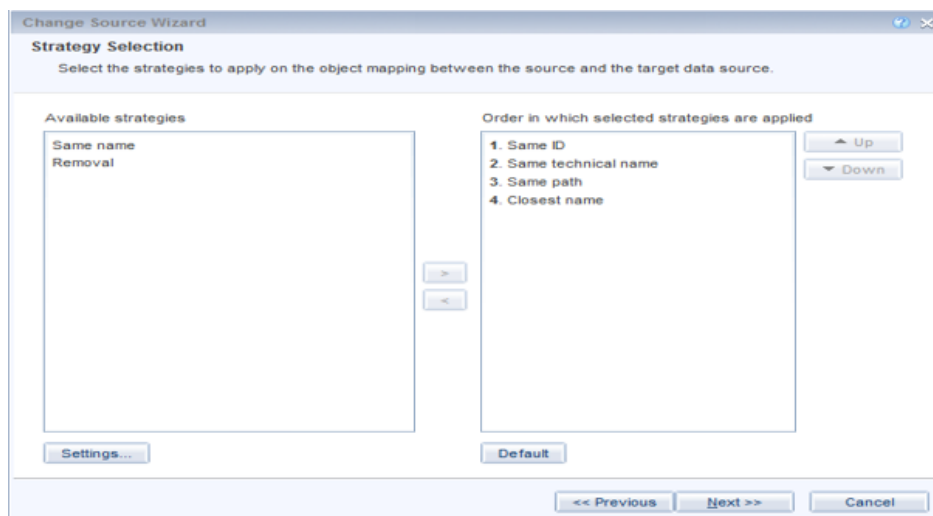 Change Source Wizard
Strategy Selection
Select the strategies to apply on the object mapping between the source and the target data source.
Available strategies
Same name
Removal
>
<
Order in which selected strategies are applied
1. Same ID
2. Same technical name
3. Same path
4. Closest name
Up
Down
Settings...
Default
<< Previous
Next >>
Cancel